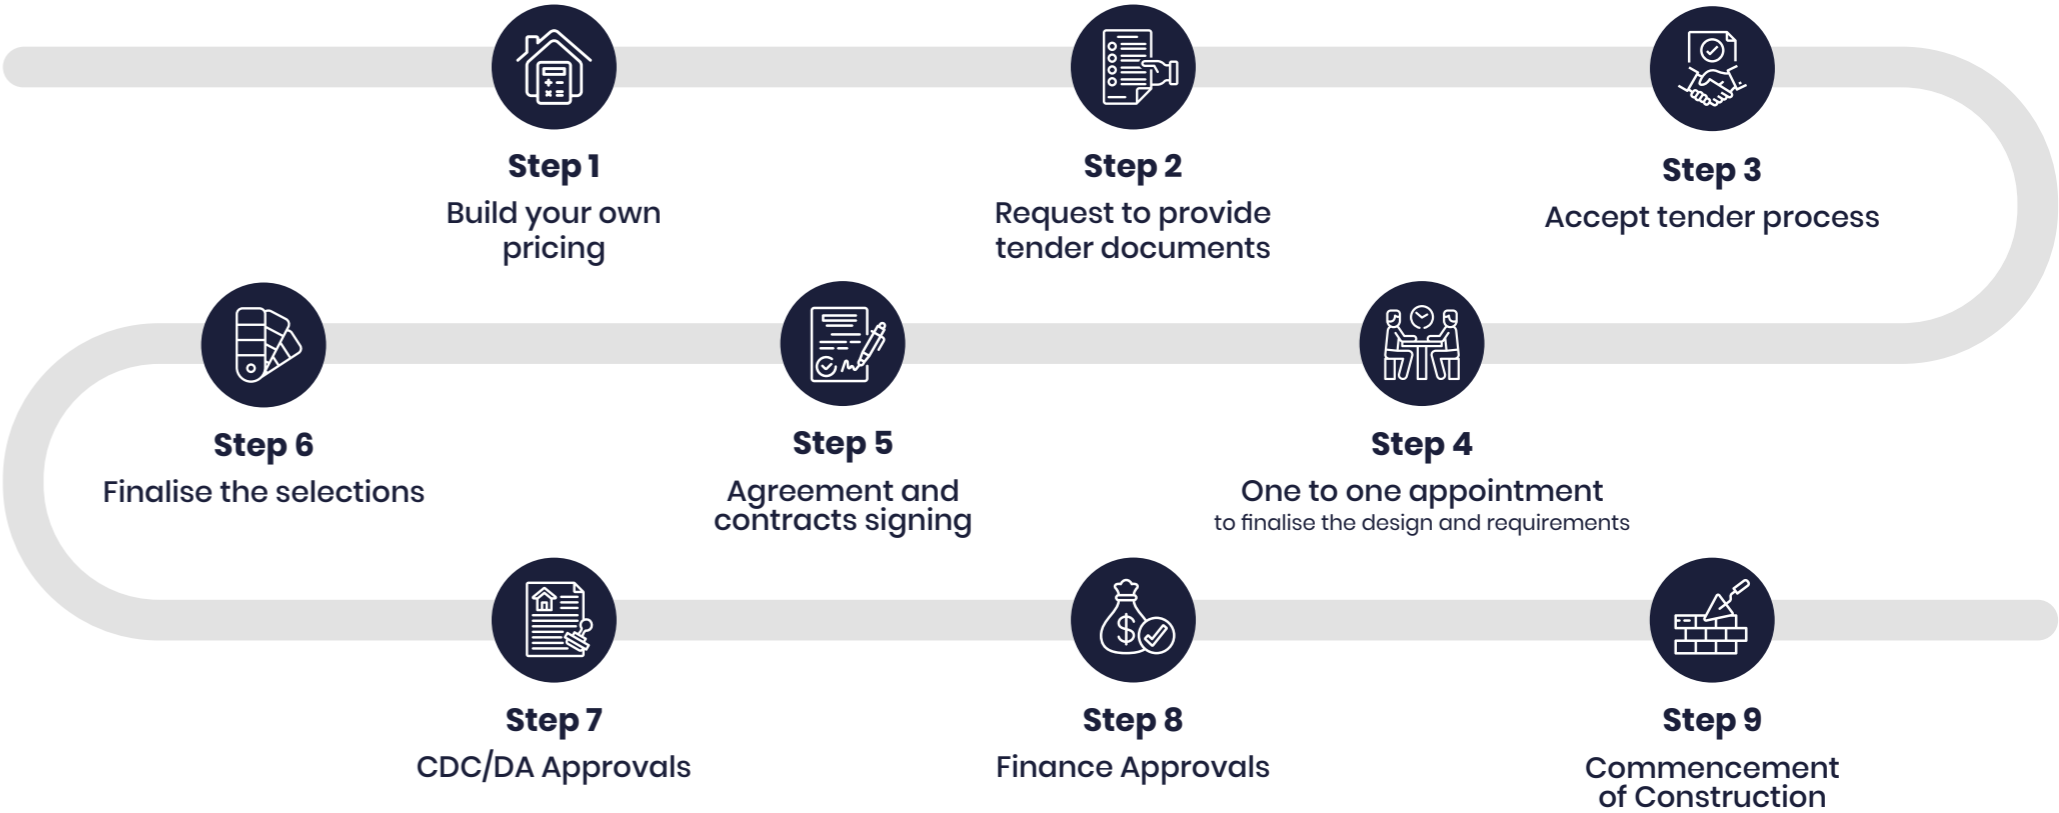 Step 1
Build your own
pricing
Step 2
Request to provide
tender documents
Step 3
Accept tender process
Step 4
One to one appointment
to finalise the design and requirements
Step 5
Agreement and
contracts signing
Step 6
Finalise the selections
Step 7
CDC/DA Approvals
Step 8
Finance Approvals
Step 9
Commencement
of Construction